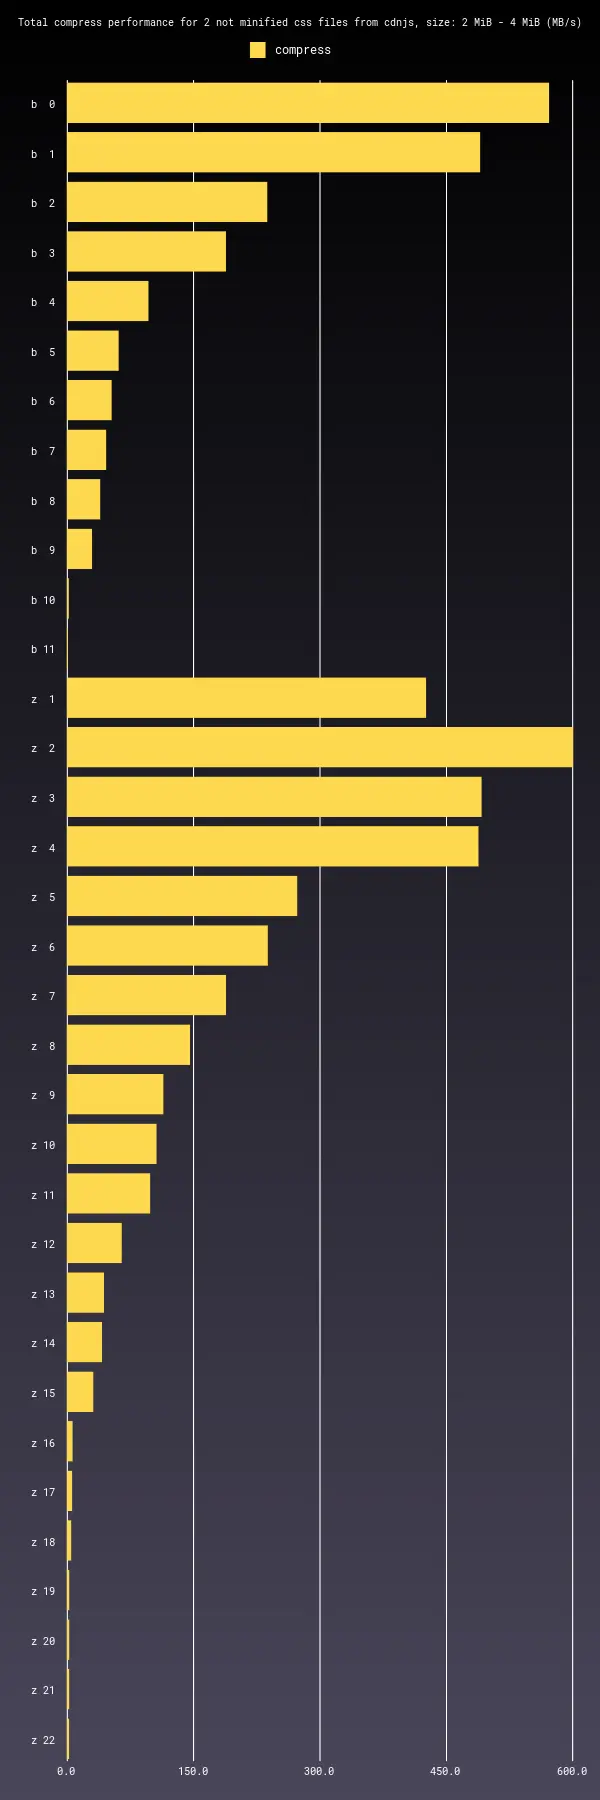 Total compress performance for 2 not minified css files from cdnjs, size: 2 MiB - 4 MiB (MB/s)
compress
b 0
b 1
b 2
b 3
b 4
b 5
b 6
b 7
b 8
b 9
b 10
b 11
z 1
z 2
z 3
z 4
z 5
z 6
z 7
z 8
z 9
z 10
z 11
z 12
z 13
z 14
z 15
z 16
z 17
z 18
z 19
z 20
z 21
z 22
0.0 150.0 300.0 450.0 600.0